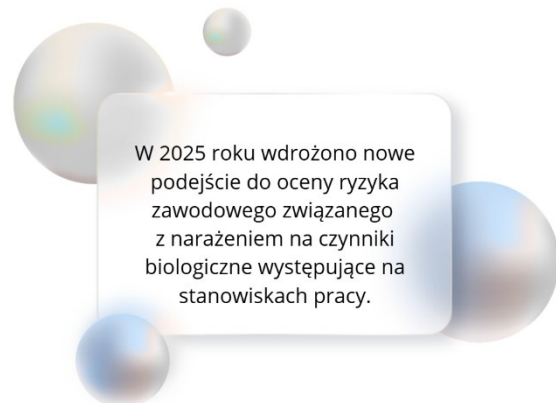 W 2025 roku wdrożono nowe
podejście do oceny ryzyka
zawodowego związanego
z narażeniem na czynniki
biologiczne występujące na
stanowiskach pracy.